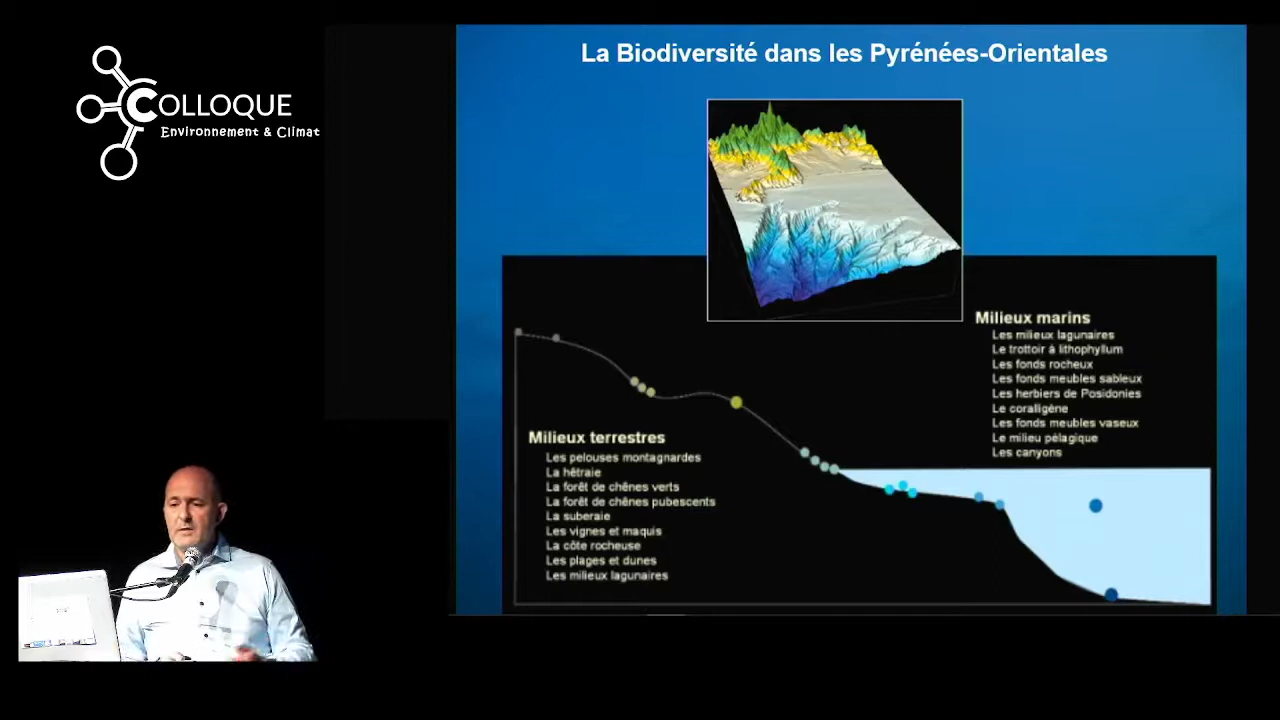 COLLOQUE
Environnement & Climat
La Biodiversité dans les Pyrénées-Orientales
Milieux marins
Les milieux lagunaires
Le trottoir à lithophyllum
Les fonds rocheux
Les fonds meubles sableux
Les herbiers de Posidonies
Le coralligène
Les fonds meubles vaseux
Le milieu pélagique
Les canyons
Milieux terrestres
Les pelouses montagnardes
La hêtraie
La forêt de chênes verts
La forêt de chênes pubescents
La suberaie
Les vignes et maquis
La côte rocheuse
Les plages et dunes
Les milieux lagunaires